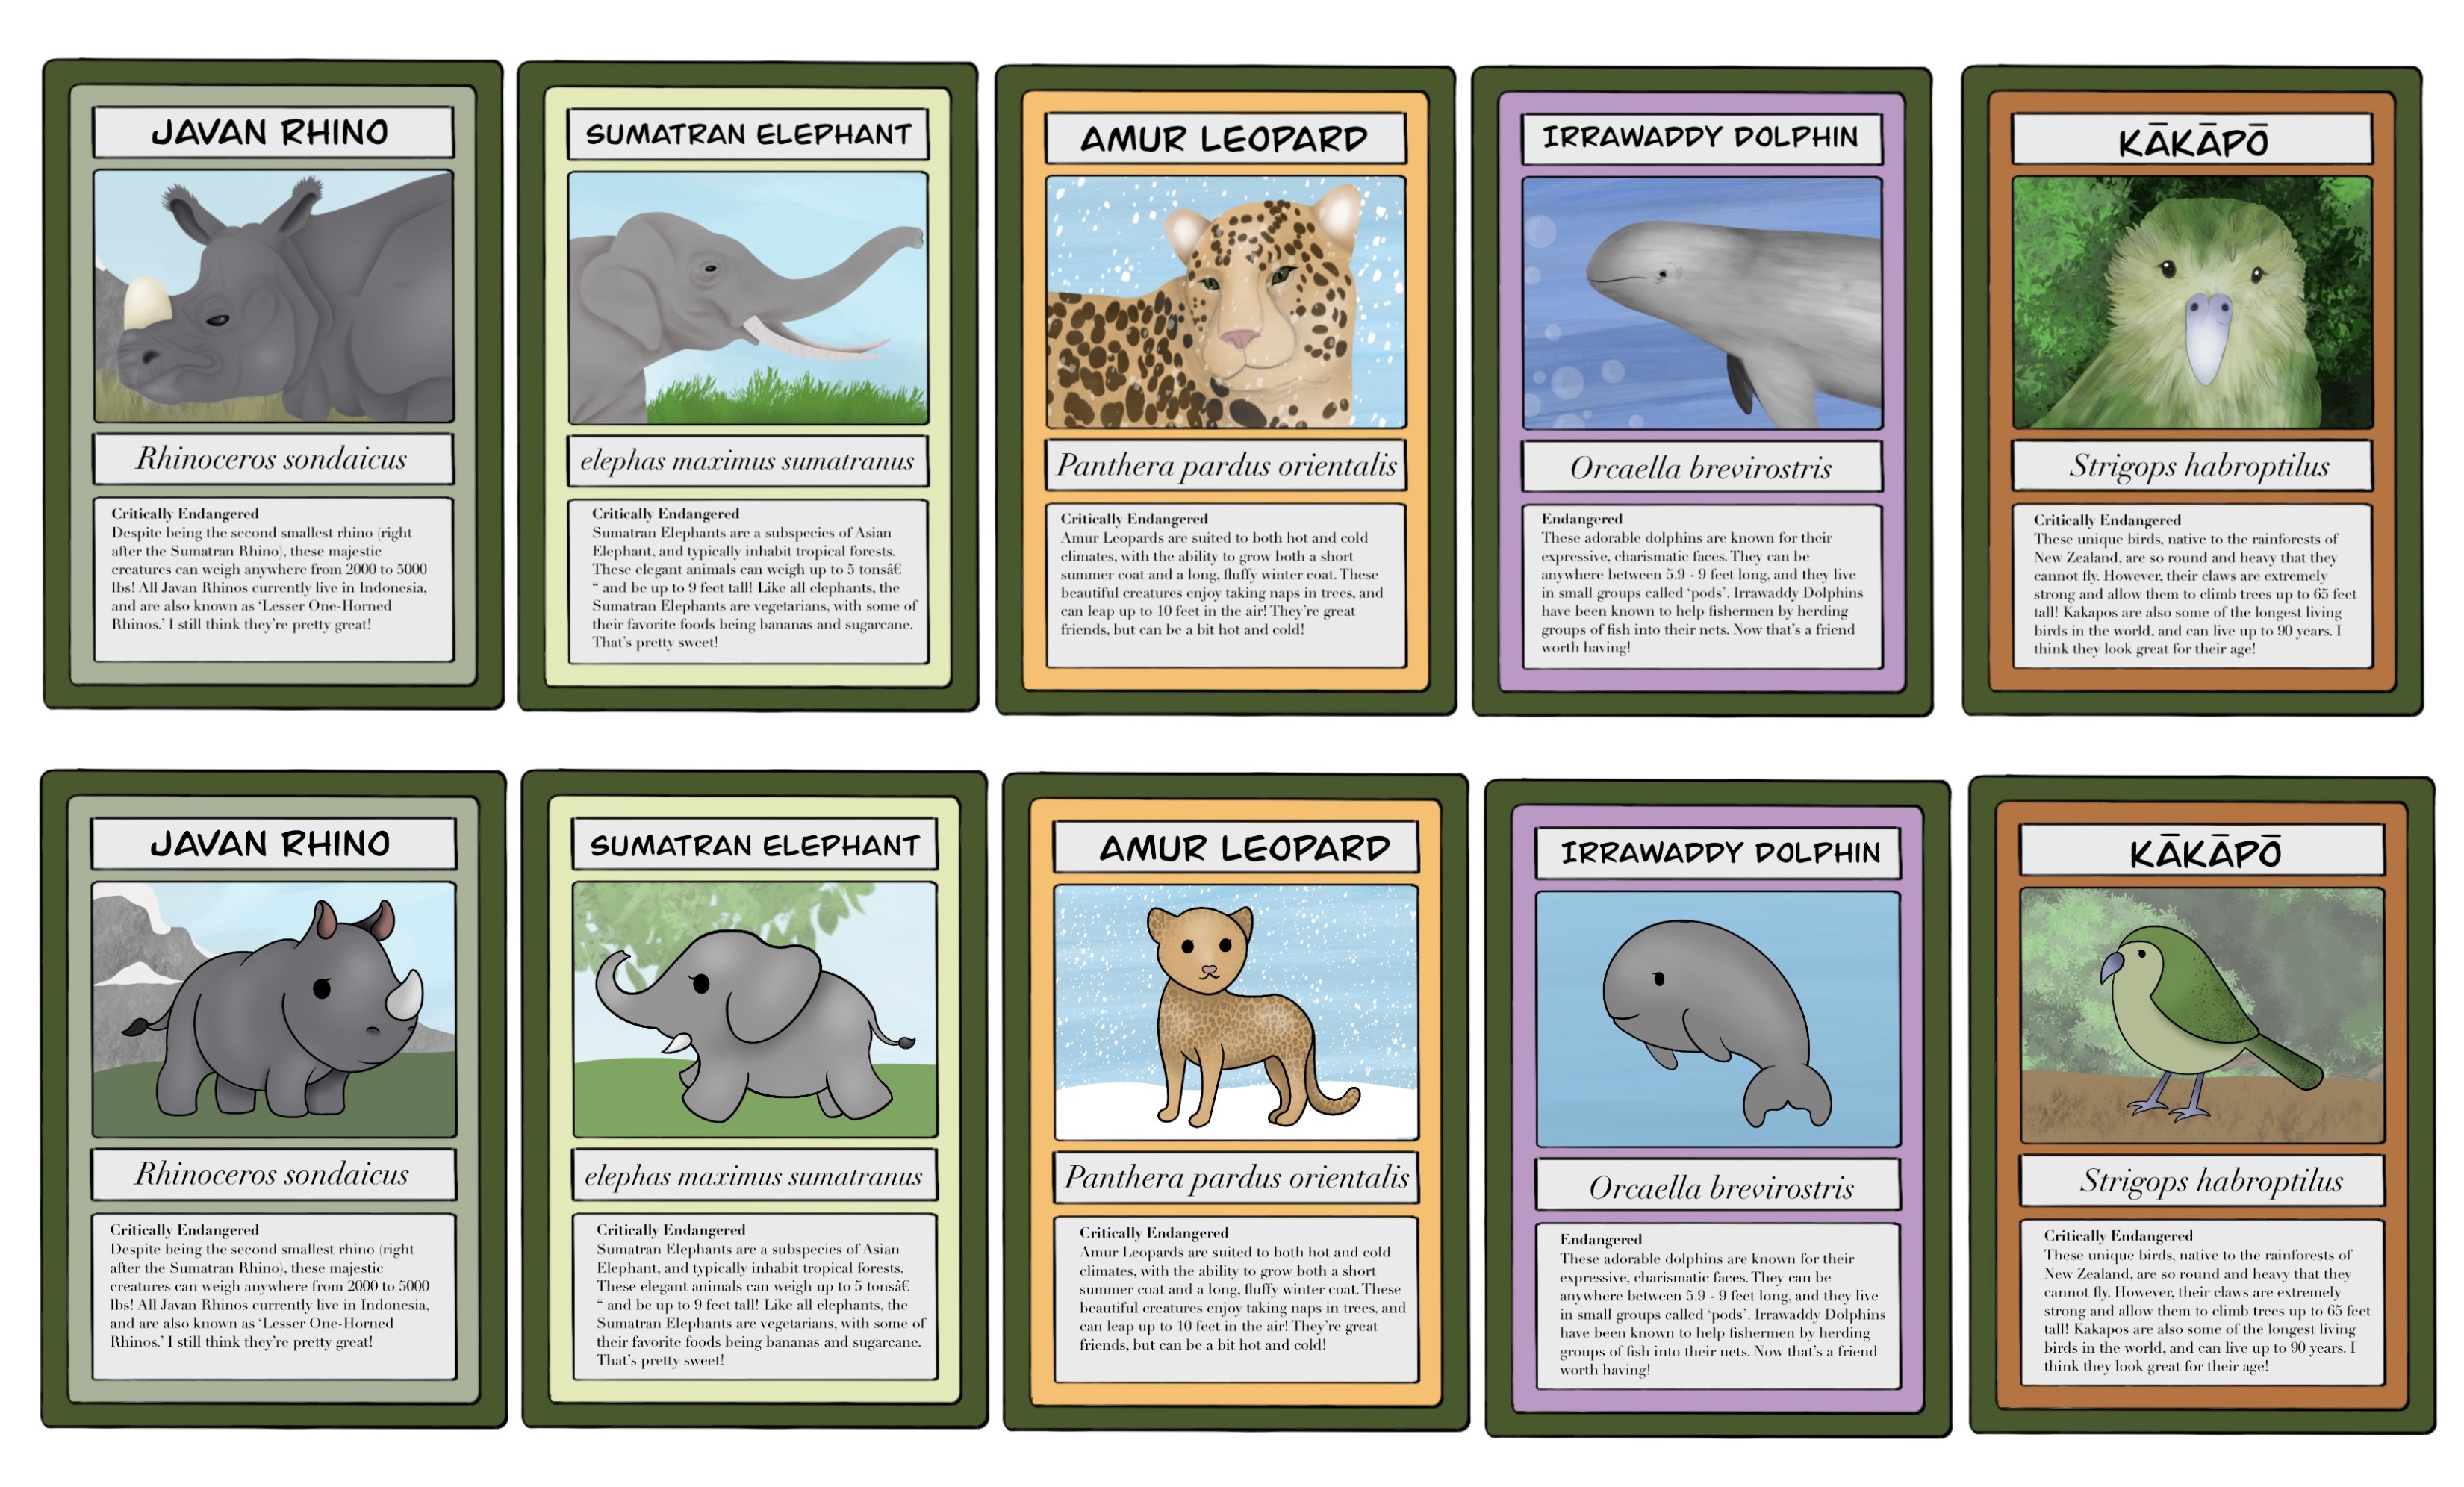 JAVAN RHINO
Rhinoceros sondaicus
Critically Endangered
Despite being the second smallest rhino (right
after the Sumatran Rhino), these majestic
creatures can weigh anywhere from 2000 to 5000
lbs! All Javan Rhinos currently live in Indonesia,
and are also known as ‘Lesser One-Horned
Rhinos.’ I still think they’re pretty great!
SUMATRAN ELEPHANT
elephas maximus sumatranus
Critically Endangered
Sumatran Elephants are a subspecies of Asian
Elephant, and typically inhabit tropical forests.
These elegant animals can weigh up to 5 tonsâ€
“ and be up to 9 feet tall! Like all elephants, the
Sumatran Elephants are vegetarians, with some of
their favorite foods being bananas and sugarcane.
That’s pretty sweet!
AMUR LEOPARD
Panthera pardus orientalis
Critically Endangered
Amur Leopards are suited to both hot and cold
climates, with the ability to grow both a short
summer coat and a long, fluffy winter coat. These
beautiful creatures enjoy taking naps in trees, and
can leap up to 10 feet in the air! They’re great
friends, but can be a bit hot and cold!
IRRAWADDY DOLPHIN
Orcaella brevirostris
Endangered
These adorable dolphins are known for their
expressive, charismatic faces. They can be
anywhere between 5.9 - 9 feet long, and they live
in small groups called ‘pods’. Irrawaddy Dolphins
have been known to help fishermen by herding
groups of fish into their nets. Now that’s a friend
worth having!
KĀKĀPŌ
Strigops habroptilus
Critically Endangered
These unique birds, native to the rainforests of
New Zealand, are so round and heavy that they
cannot fly. However, their claws are extremely
strong and allow them to climb trees up to 65 feet
tall! Kakapos are also some of the longest living
birds in the world, and can live up to 90 years. I
think they look great for their age!
JAVAN RHINO
Rhinoceros sondaicus
Critically Endangered
Despite being the second smallest rhino (right
after the Sumatran Rhino), these majestic
creatures can weigh anywhere from 2000 to 5000
lbs! All Javan Rhinos currently live in Indonesia,
and are also known as ‘Lesser One-Horned
Rhinos.’ I still think they’re pretty great!
SUMATRAN ELEPHANT
elephas maximus sumatranus
Critically Endangered
Sumatran Elephants are a subspecies of Asian
Elephant, and typically inhabit tropical forests.
These elegant animals can weigh up to 5 tonsâ€
“ and be up to 9 feet tall! Like all elephants, the
Sumatran Elephants are vegetarians, with some of
their favorite foods being bananas and sugarcane.
That’s pretty sweet!
AMUR LEOPARD
Panthera pardus orientalis
Critically Endangered
Amur Leopards are suited to both hot and cold
climates, with the ability to grow both a short
summer coat and a long, fluffy winter coat. These
beautiful creatures enjoy taking naps in trees, and
can leap up to 10 feet in the air! They’re great
friends, but can be a bit hot and cold!
IRRAWADDY DOLPHIN
Orcaella brevirostris
Endangered
These adorable dolphins are known for their
expressive, charismatic faces. They can be
anywhere between 5.9 - 9 feet long, and they live
in small groups called ‘pods’. Irrawaddy Dolphins
have been known to help fishermen by herding
groups of fish into their nets. Now that’s a friend
worth having!
KĀKĀPŌ
Strigops habroptilus
Critically Endangered
These unique birds, native to the rainforests of
New Zealand, are so round and heavy that they
cannot fly. However, their claws are extremely
strong and allow them to climb trees up to 65 feet
tall! Kakapos are also some of the longest living
birds in the world, and can live up to 90 years. I
think they look great for their age!